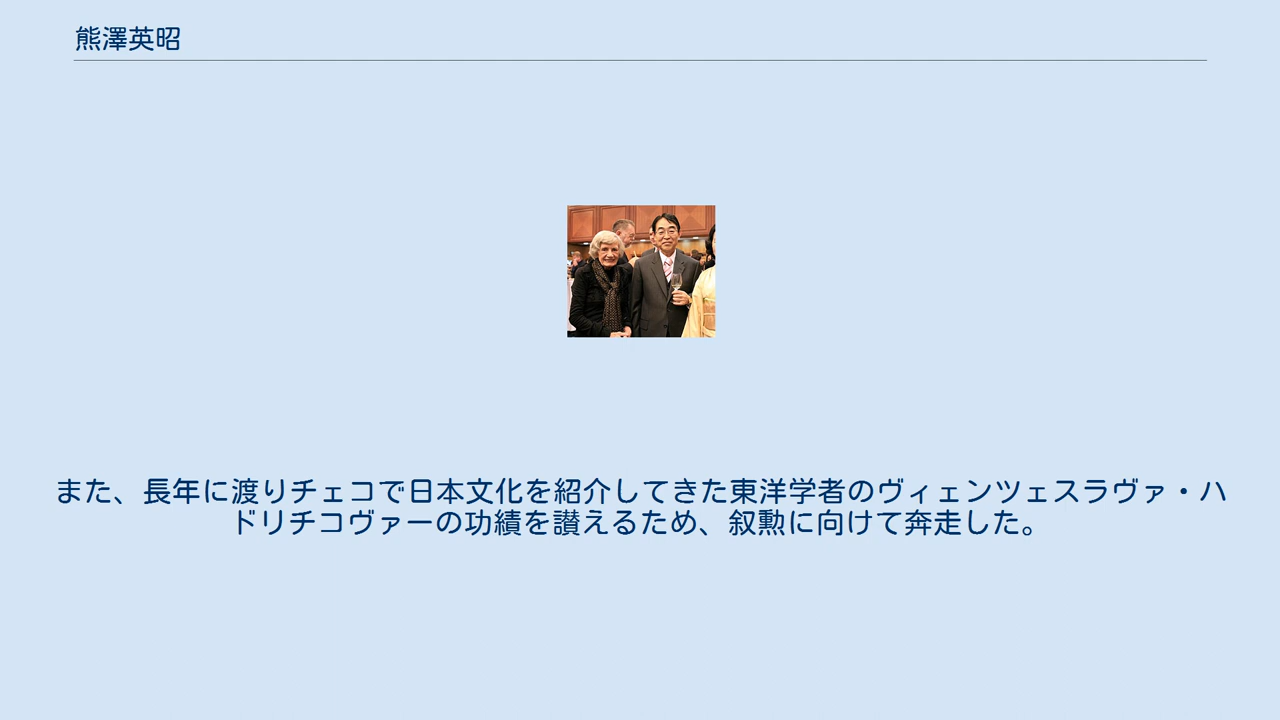 熊澤英昭
また、長年に渡りチェコで日本文化を紹介してきた東洋学者のヴィェンツェスラヴァ・ハ
ドリチコヴァーの功績を讃えるため、叙勲に向けて奔走した。